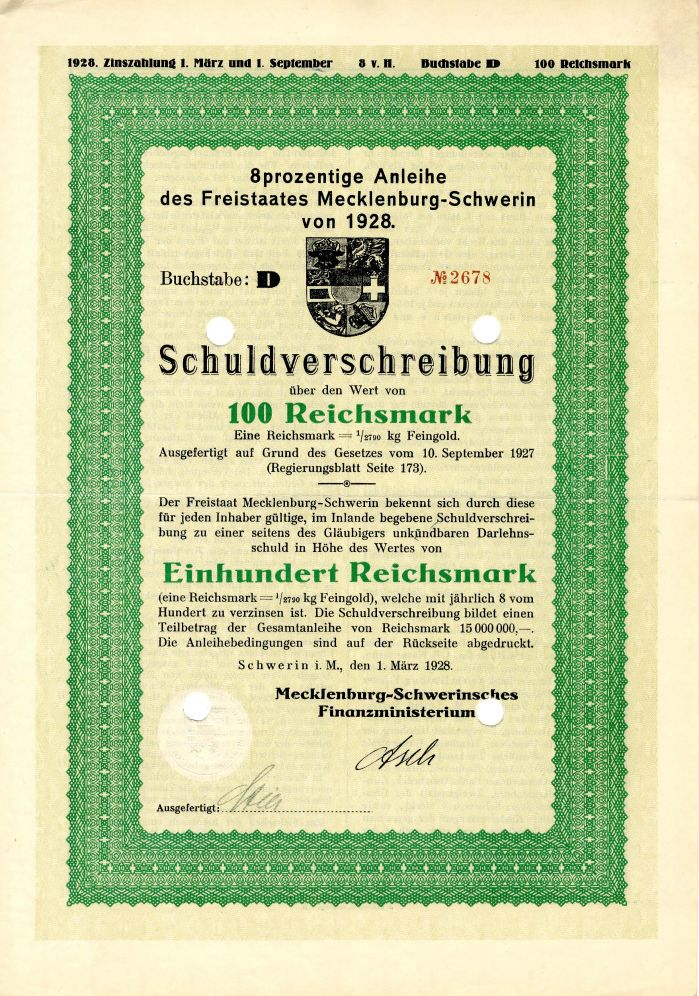 1928. Zinszahlung 1. März und 1. September 8 v. H. Buchstabe D 100 Reichsmark
8prozentige Anleihe
des Freistaates Mecklenburg-Schwerin
von 1928.
Buchstabe: D № 2678
Schuldverschreibung
über den Wert von
100 Reichsmark
Eine Reichsmark = 1/2790 kg Feingold.
Ausgefertigt auf Grund des Gesetzes vom 10. September 1927
(Regierungsblatt Seite 173).
Der Freistaat Mecklenburg-Schwerin bekennt sich durch diese
für jeden Inhaber gültige, im Inlande begebene Schuldverschrei-
bung zu einer seitens des Gläubigers unkündbaren Darlehns-
schuld in Höhe des Wertes von
Einhundert Reichsmark
(eine Reichsmark = 1/2790 kg Feingold), welche mit jährlich 8 vom
Hundert zu verzinsen ist. Die Schuldverschreibung bildet einen
Teilbetrag der Gesamtanleihe von Reichsmark 15 000 000,—.
Die Anleihebedingungen sind auf der Rückseite abgedruckt.
Schwerin i. M., den 1. März 1928.
Mecklenburg-Schwerinsches
Finanzministerium
Asch
Ausgefertigt: